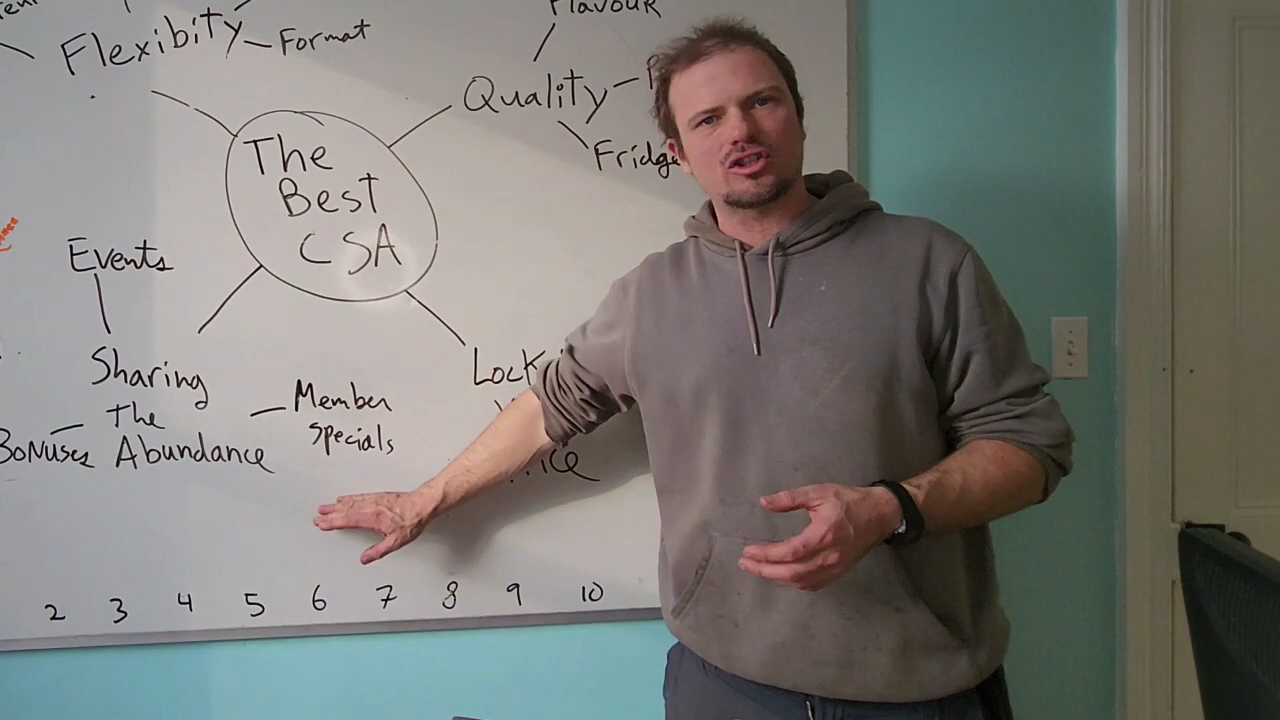 Flavour
Flexibity
Format
Quality
Fridge
The
Best
CSA
Events
Sharing
The
Abundance
Bonuses
Member
Specials
Lock
2 3 4 5 6 7 8 9 10